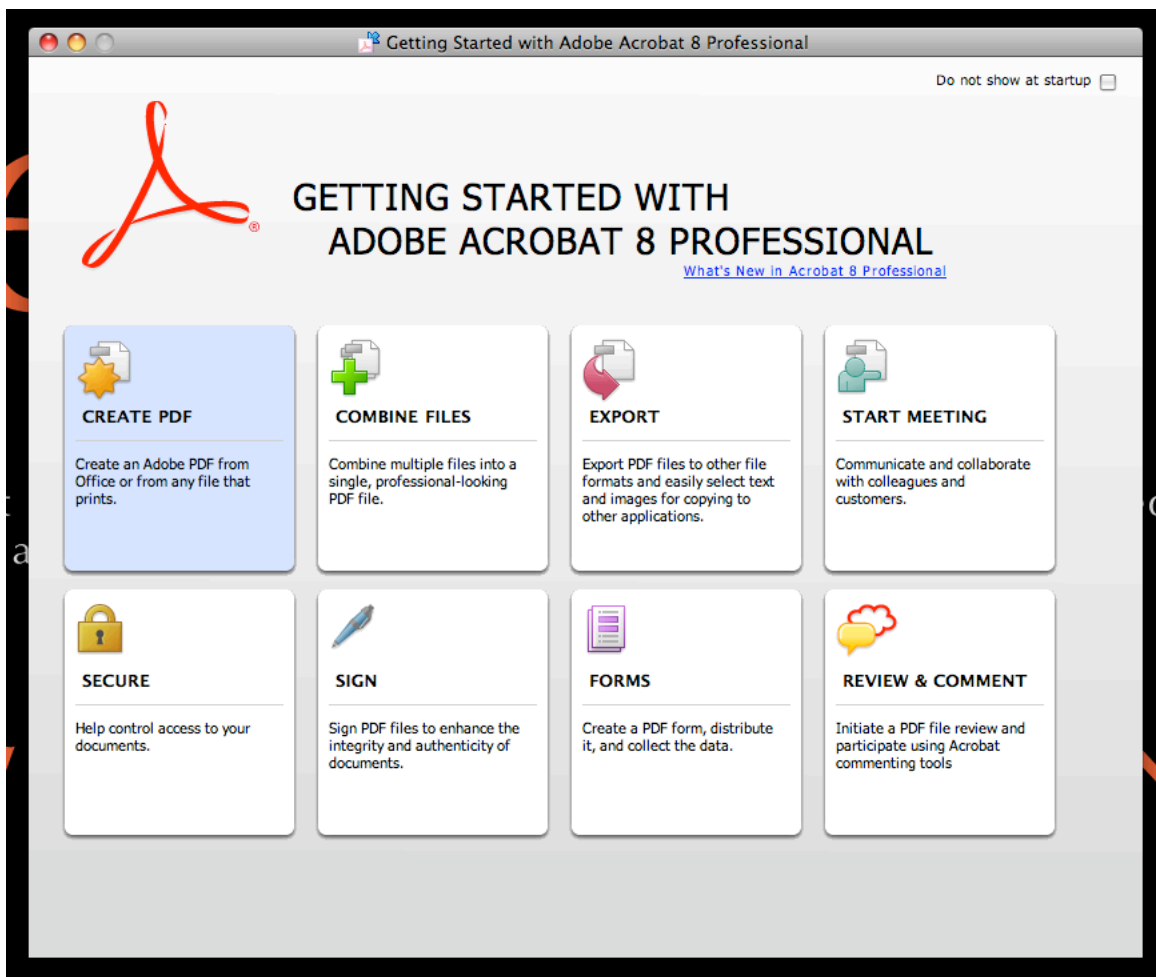 Getting Started with Adobe Acrobat 8 Professional
Do not show at startup
GETTING STARTED WITH
ADOBE ACROBAT 8 PROFESSIONAL
What's New in Acrobat 8 Professional
®
CREATE PDF
Create an Adobe PDF from
Office or from any file that
prints.
COMBINE FILES
Combine multiple files into a
single, professional-looking
PDF file.
EXPORT
Export PDF files to other file
formats and easily select text
and images for copying to
other applications.
START MEETING
Communicate and collaborate
with colleagues and
customers.
SECURE
Help control access to your
documents.
SIGN
Sign PDF files to enhance the
integrity and authenticity of
documents.
FORMS
Create a PDF form, distribute
it, and collect the data.
REVIEW & COMMENT
Initiate a PDF file review and
participate using Acrobat
commenting tools